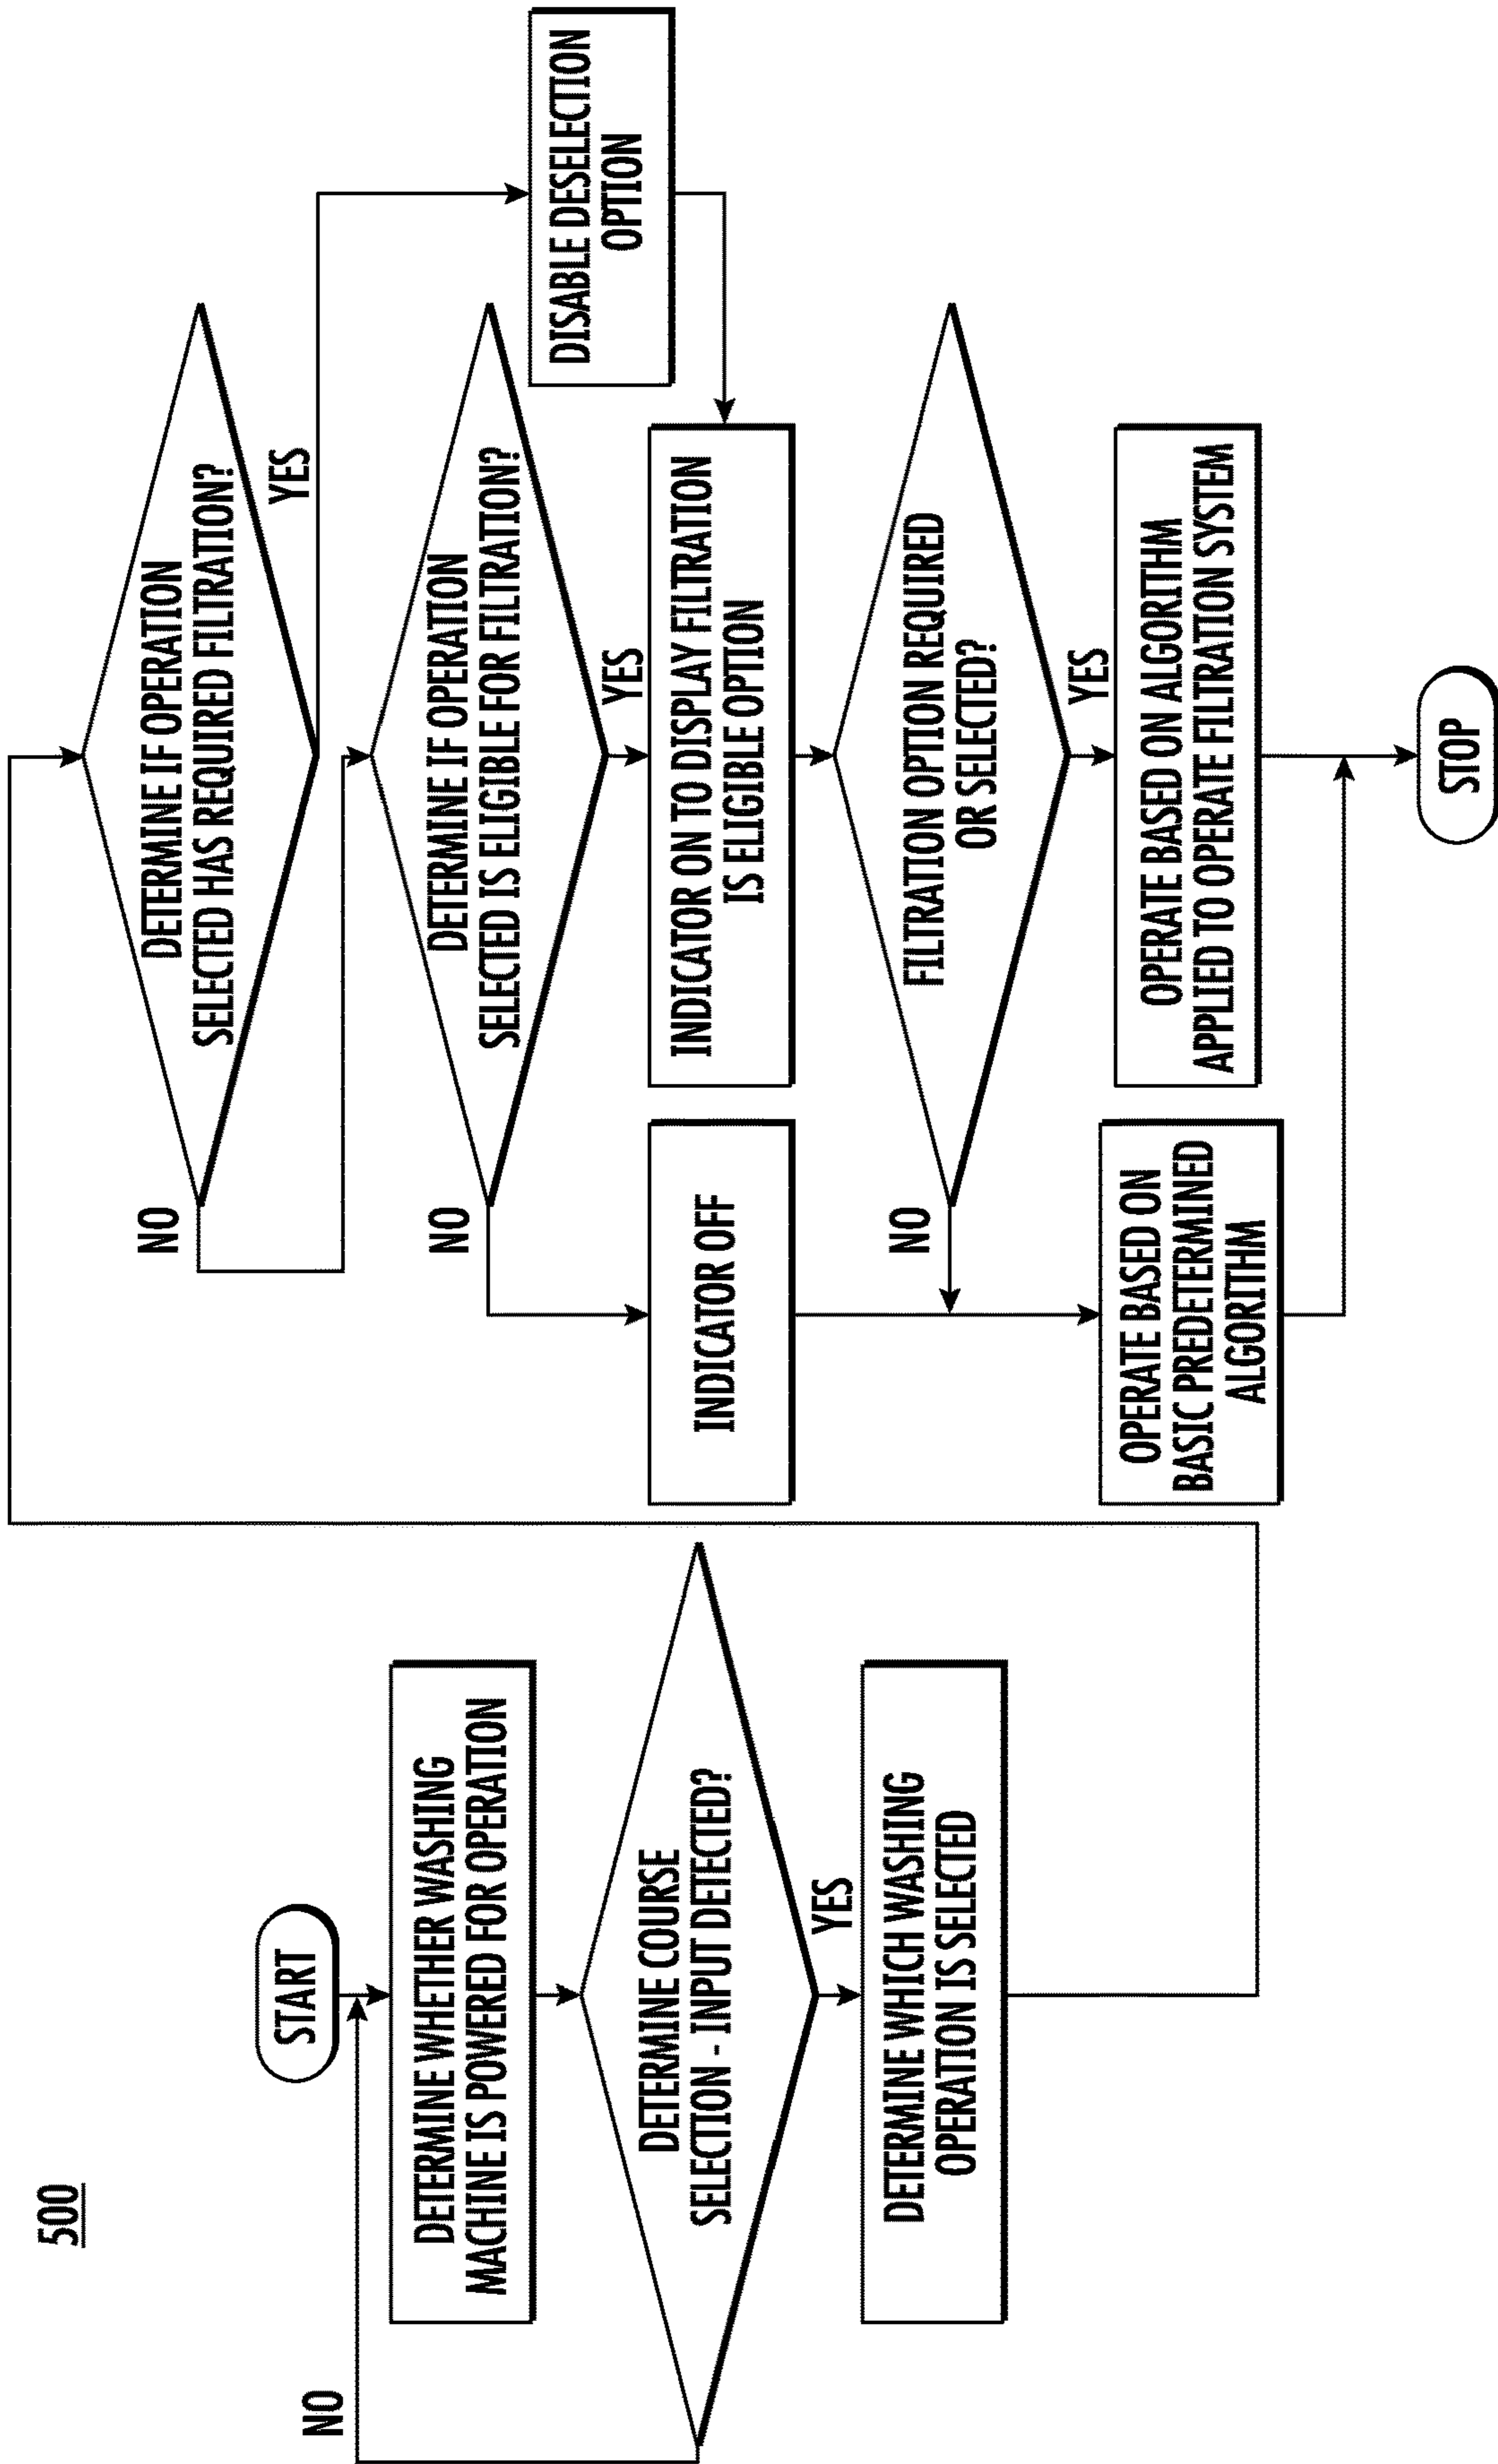 500
START
DETERMINE WHETHER WASHING
MACHINE IS POWERED FOR OPERATION
NO
DETERMINE COURSE
SELECTION - INPUT DETECTED?
YES
DETERMINE WHICH WASHING
OPERATION IS SELECTED
DETERMINE IF OPERATION
SELECTED HAS REQUIRED FILTRATION?
NO
YES
DISABLE DESELECTION
OPTION
DETERMINE IF OPERATION
SELECTED IS ELIGIBLE FOR FILTRATION?
NO
YES
INDICATOR OFF
INDICATOR ON TO DISPLAY FILTRATION
IS ELIGIBLE OPTION
FILTRATION OPTION REQUIRED
OR SELECTED?
NO
YES
OPERATE BASED ON
BASIC PREDETERMINED
ALGORITHM
OPERATE BASED ON ALGORITHM
APPLIED TO OPERATE FILTRATION SYSTEM
STOP